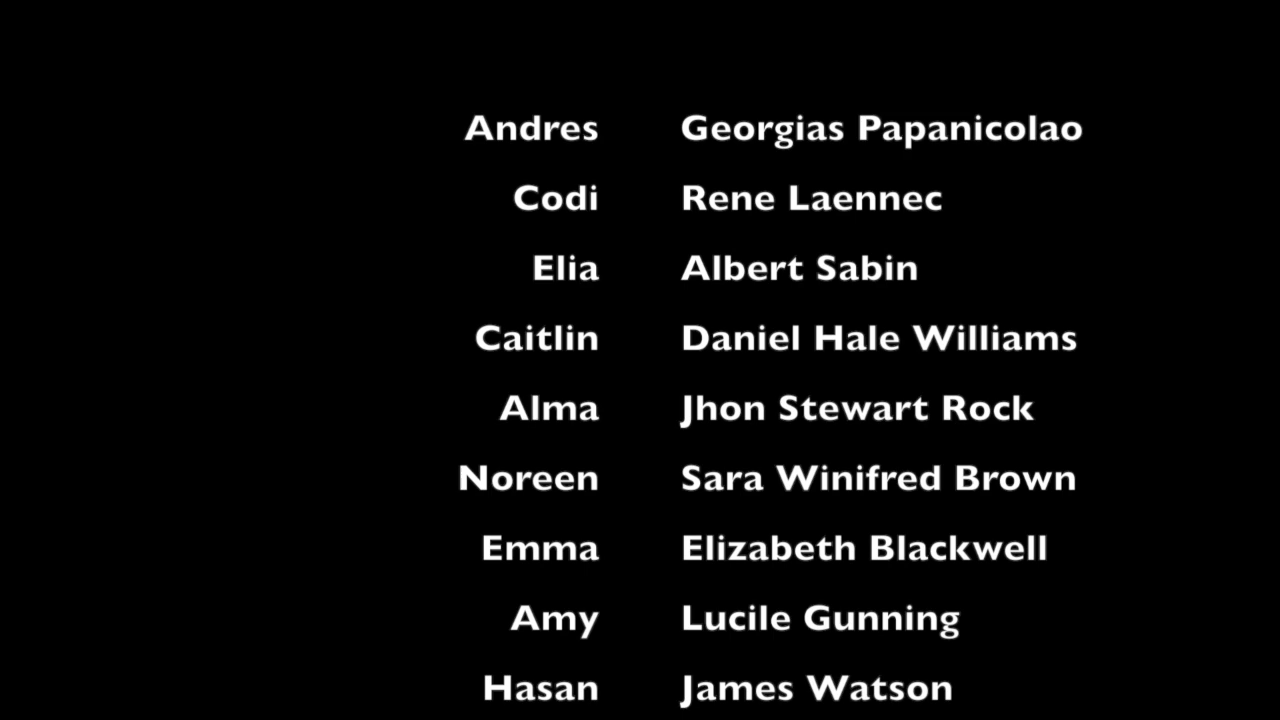 Andres Georgias Papanicolao
Codi Rene Laennec
Elia Albert Sabin
Caitlin Daniel Hale Williams
Alma Jhon Stewart Rock
Noreen Sara Winifred Brown
Emma Elizabeth Blackwell
Amy Lucile Gunning
Hasan James Watson